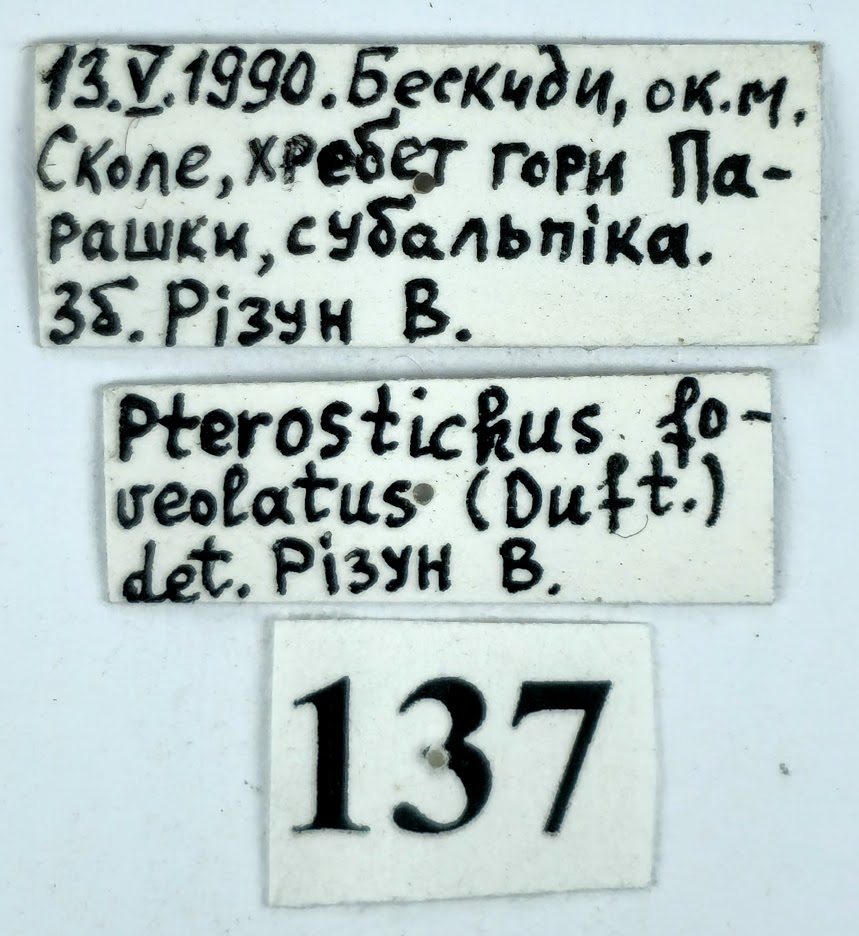 13.V.1990. Бескиди, ок.м.
Сколе, хребет гори Па-
рашки, субальпіка.
Зб. Різун В.
Pterostichus fo-
veolatus (Duft.)
det. Різун В.
137